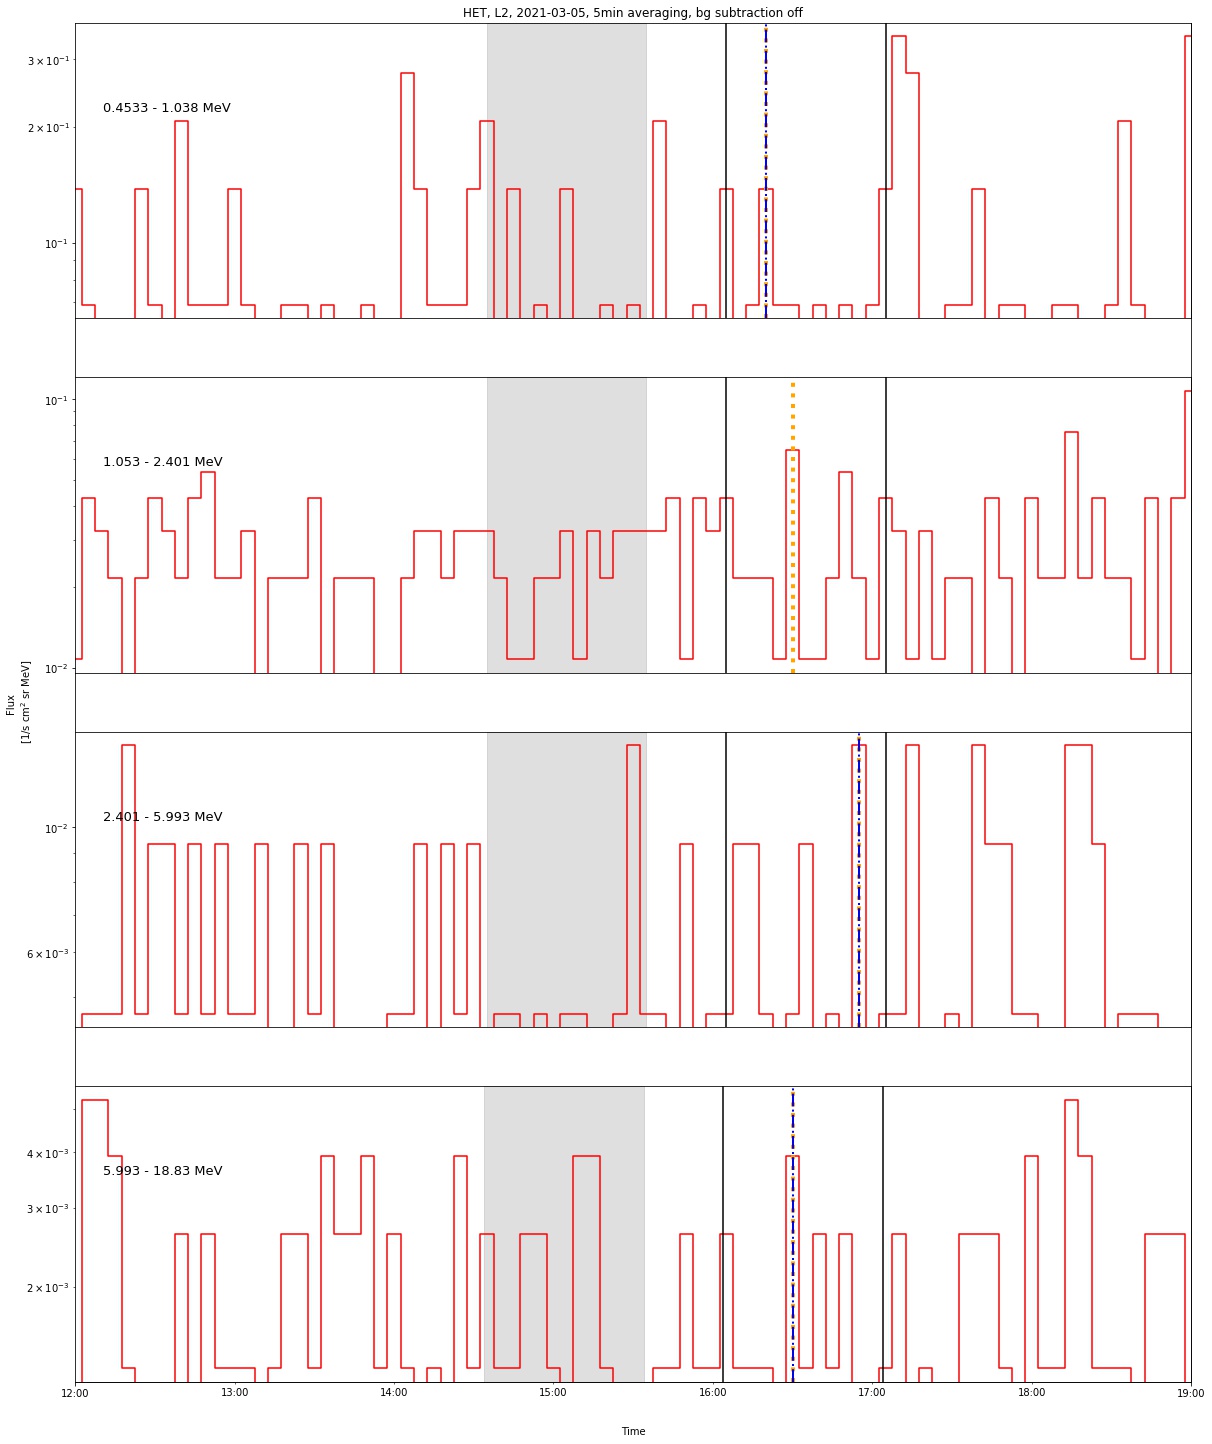 HET, L2, 2021-03-05, 5min averaging, bg subtraction off
3 × 10⁻¹
0.4533 - 1.038 MeV
2 × 10⁻¹
10⁻¹
10⁻¹
1.053 - 2.401 MeV
10⁻²
Flux
[1/s cm² sr MeV]
2.401 - 5.993 MeV
10⁻²
6 × 10⁻³
4 × 10⁻³
5.993 - 18.83 MeV
3 × 10⁻³
2 × 10⁻³
12:00 13:00 14:00 15:00 16:00 17:00 18:00 19:00
Time